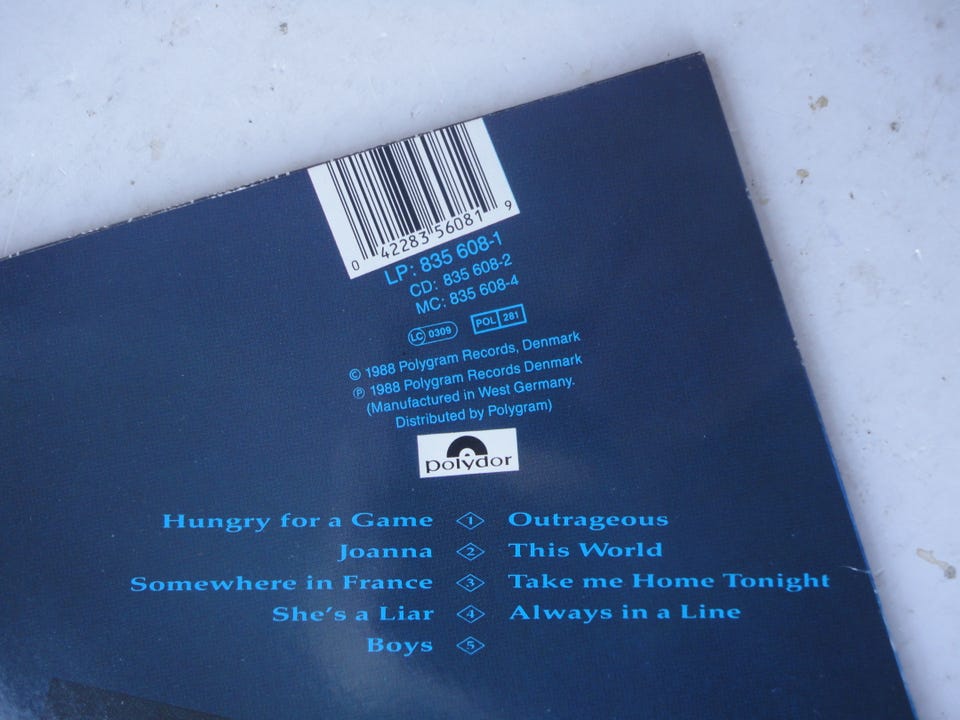 0 42283 56081 9
LP: 835 608-1
CD: 835 608-2
MC: 835 608-4
LC 0309 POL 281
© 1988 Polygram Records, Denmark
℗ 1988 Polygram Records Denmark
(Manufactured in West Germany.
Distributed by Polygram)
polydor
Hungry for a Game 1 Outrageous
Joanna 2 This World
Somewhere in France 3 Take me Home Tonight
She's a Liar 4 Always in a Line
Boys 5